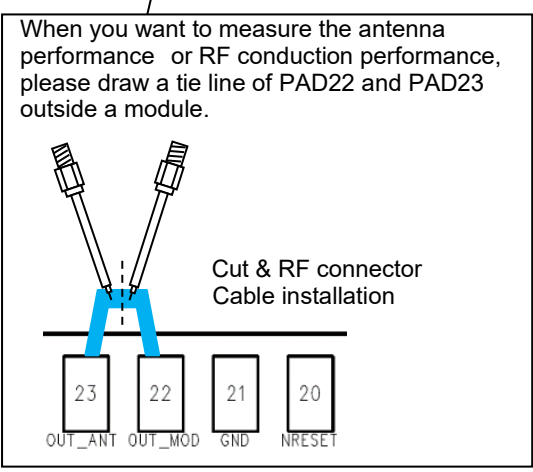 When you want to measure the antenna
performance or RF conduction performance,
please draw a tie line of PAD22 and PAD23
outside a module.
Cut & RF connector
Cable installation
23 22 21 20
OUT_ANT OUT_MOD GND NRESET